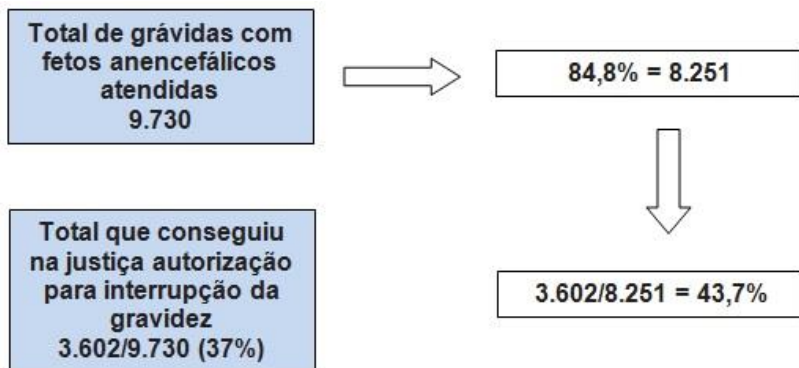 Total de grávidas com
fetos anencefálicos
atendidas
9.730
84,8% = 8.251
Total que conseguiu
na justiça autorização
para interrupção da
gravidez
3.602/9.730 (37%)
3.602/8.251 = 43,7%